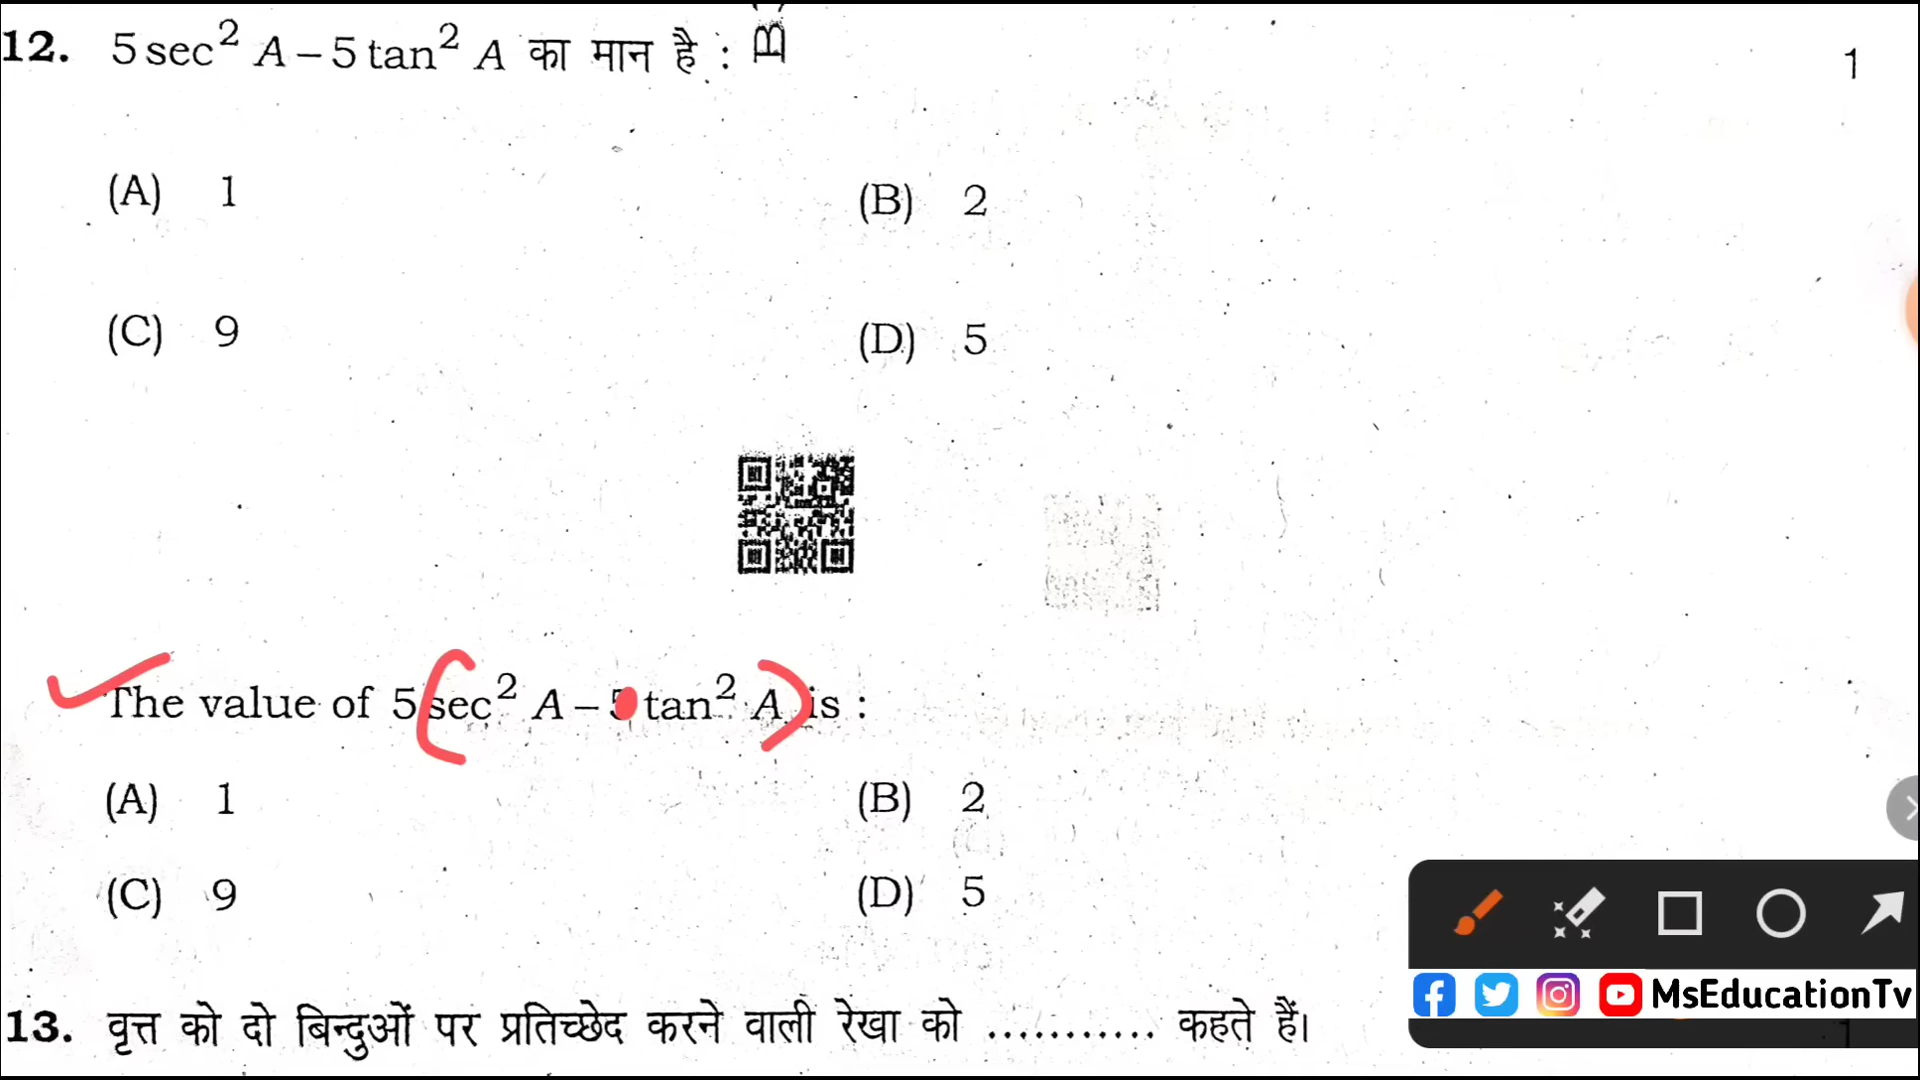 12. 5 sec² A – 5 tan² A का मान है : B
1
(A) 1 (B) 2
(C) 9 (D) 5
The value of 5(sec² A – tan² A) is :
(A) 1 (B) 2
(C) 9 (D) 5
MsEducationTv
13. वृत्त को दो बिन्दुओं पर प्रतिच्छेद करने वाली रेखा को ............ कहते हैं।